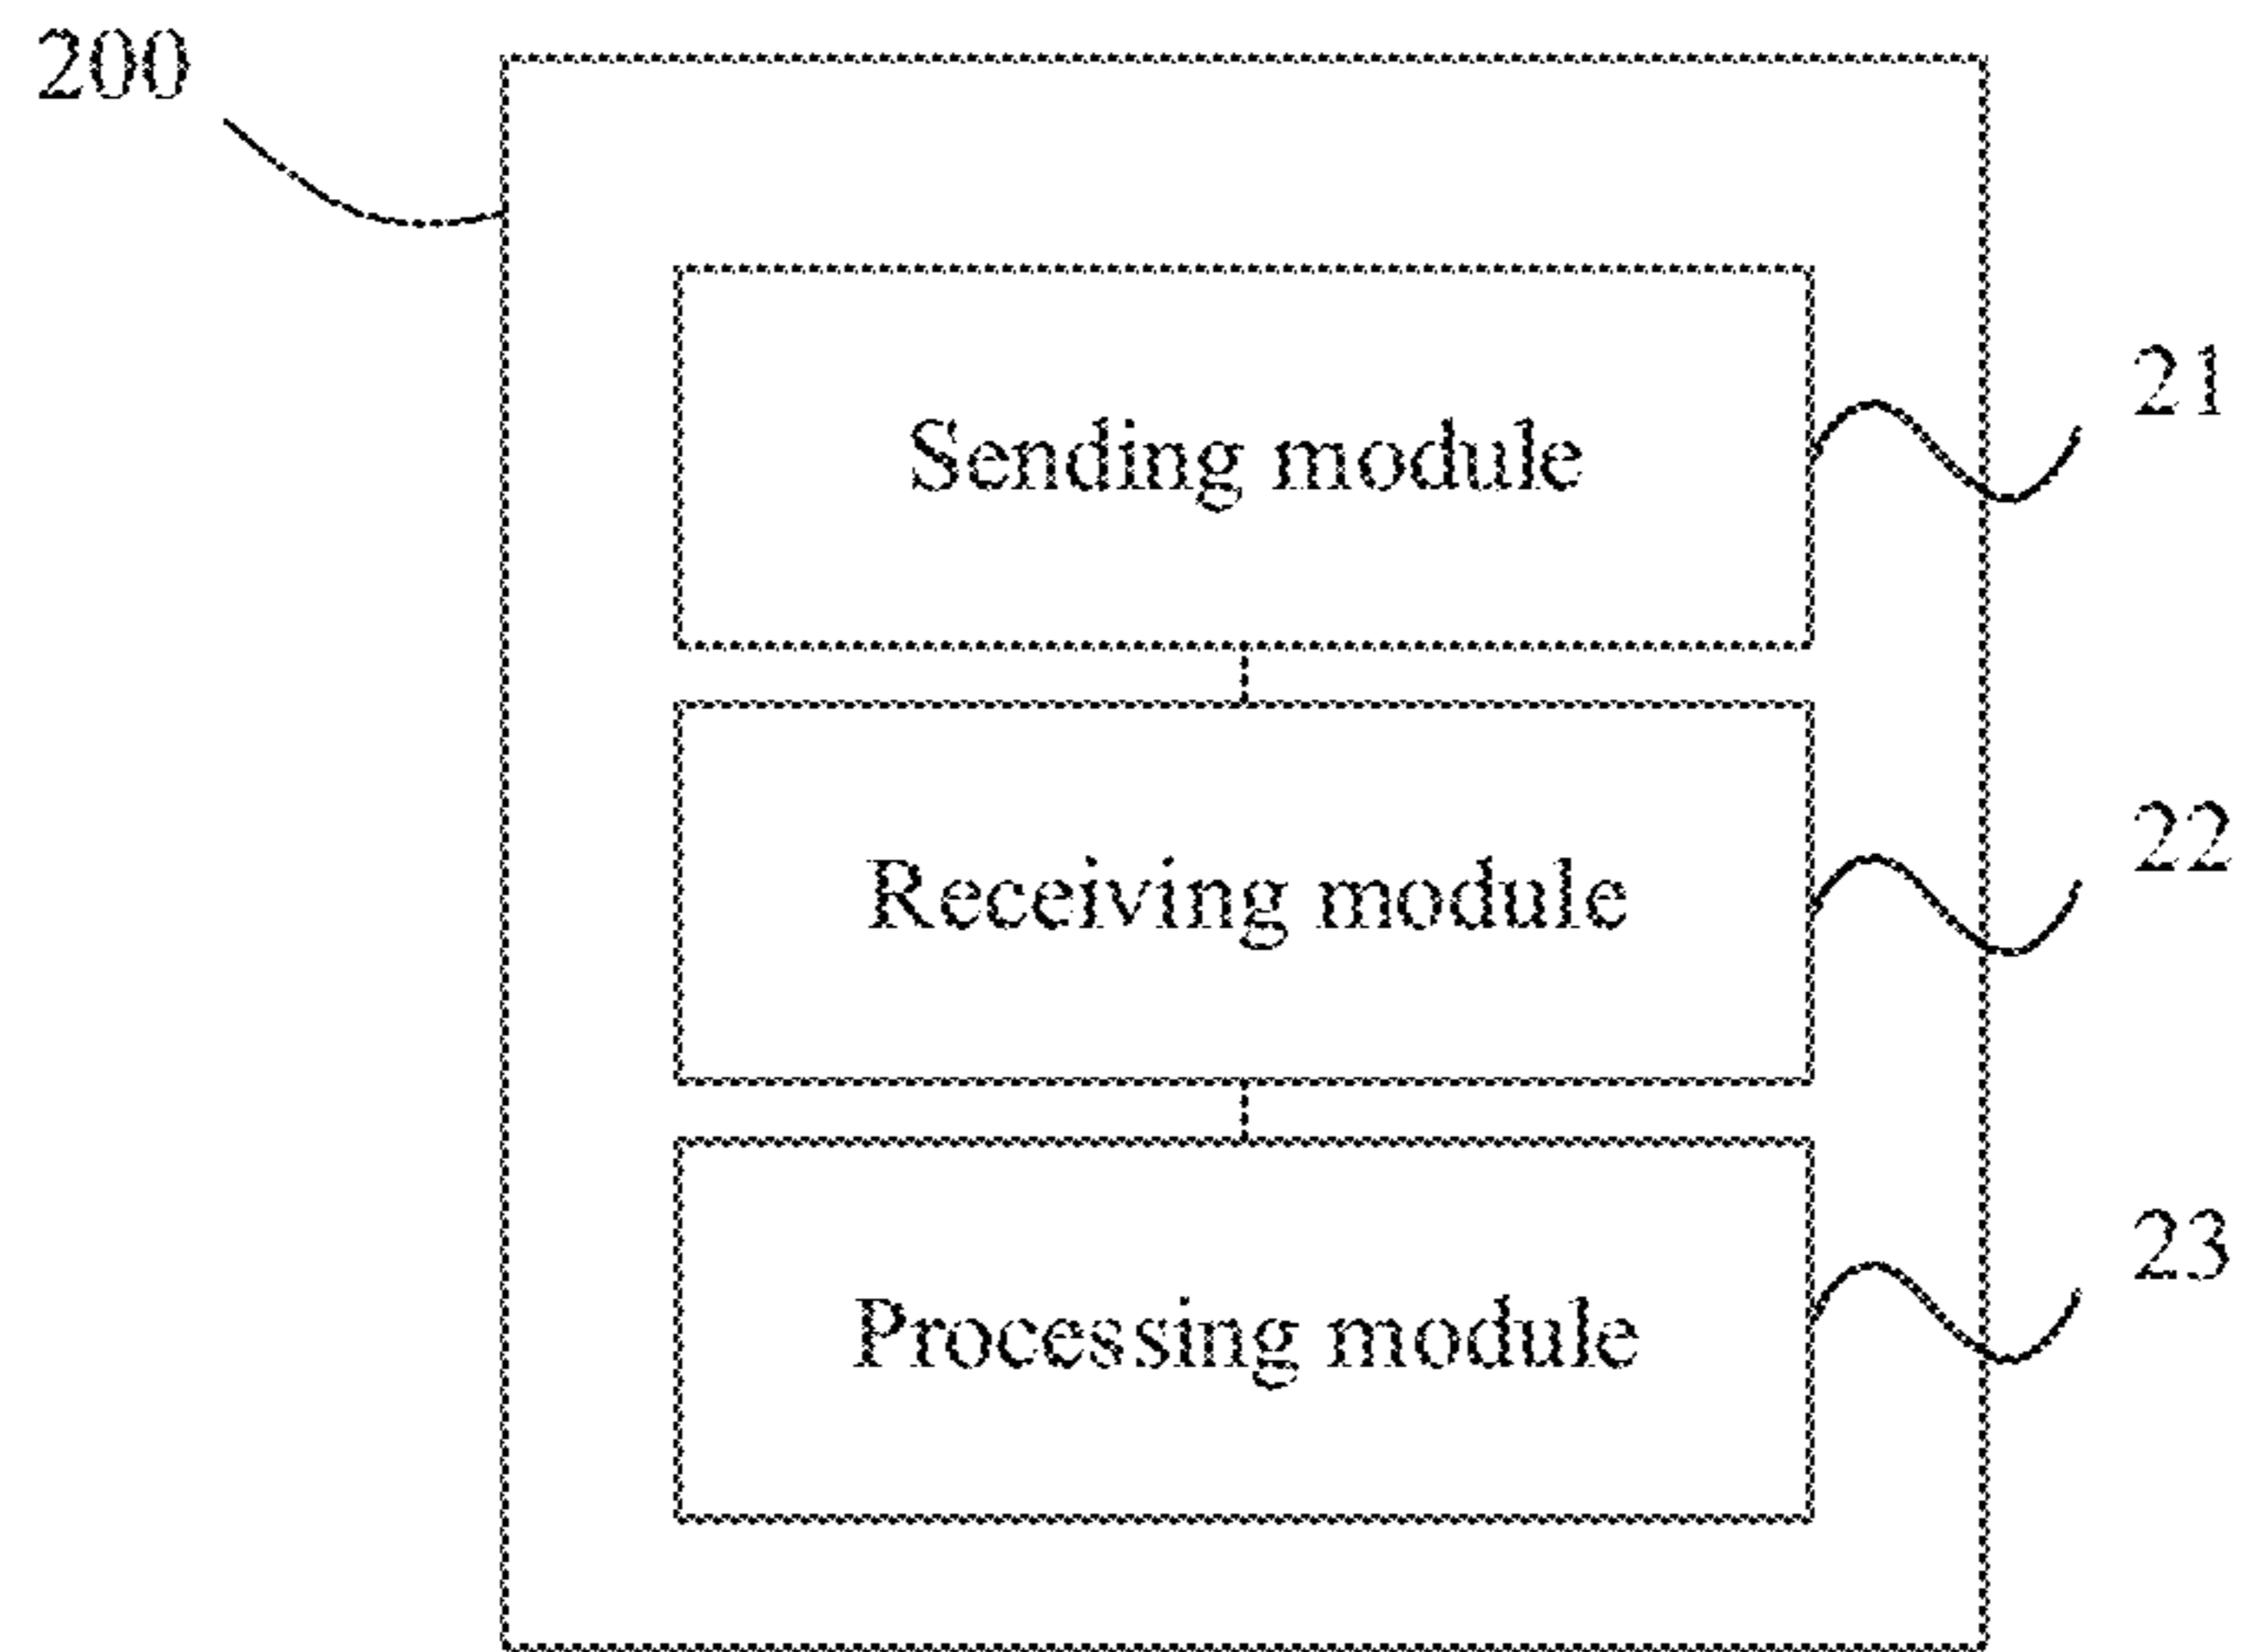 200
Sending module
21
Receiving module
22
Processing module
23